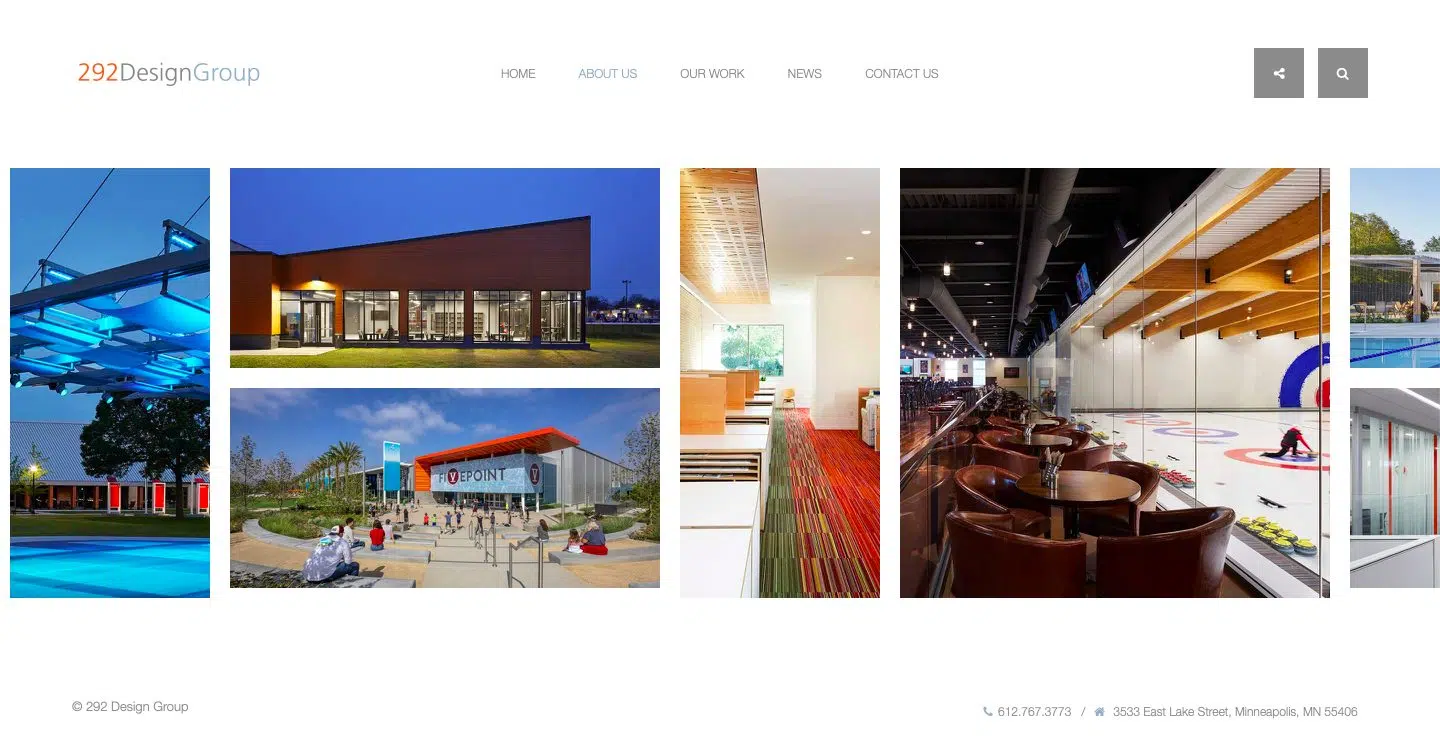 292DesignGroup
HOME ABOUT US OUR WORK NEWS CONTACT US
FIVEPOINT
© 292 Design Group
612.767.3773 / 3533 East Lake Street, Minneapolis, MN 55406